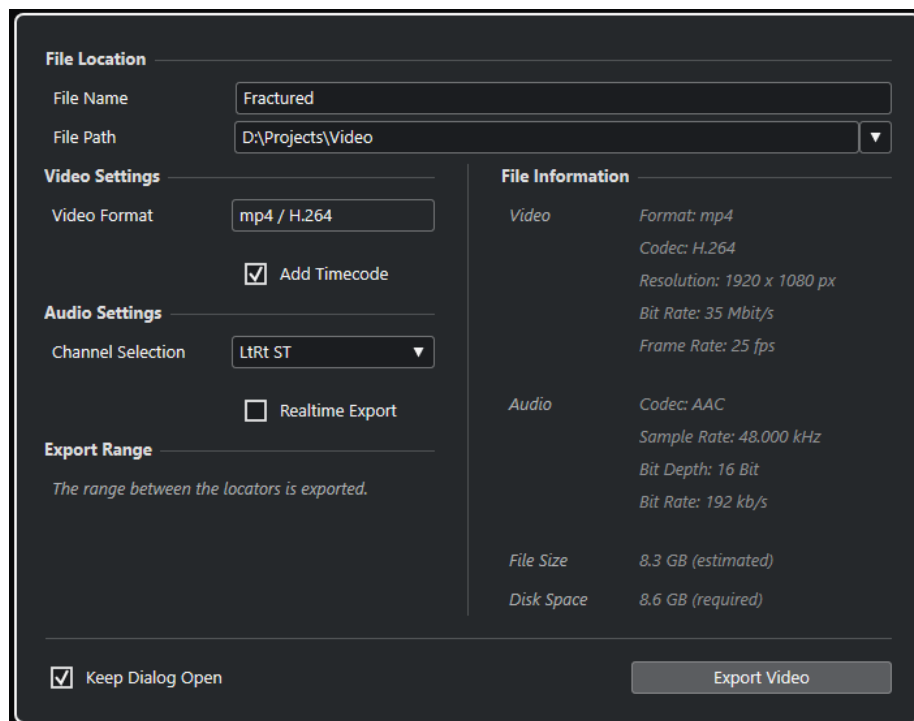 File Location
File Name Fractured
File Path D:\Projects\Video
Video Settings
Video Format mp4 / H.264
Add Timecode
Audio Settings
Channel Selection LtRt ST
Realtime Export
Export Range
The range between the locators is exported.
File Information
Video Format: mp4
Codec: H.264
Resolution: 1920 x 1080 px
Bit Rate: 35 Mbit/s
Frame Rate: 25 fps
Audio Codec: AAC
Sample Rate: 48.000 kHz
Bit Depth: 16 Bit
Bit Rate: 192 kb/s
File Size 8.3 GB (estimated)
Disk Space 8.6 GB (required)
Keep Dialog Open
Export Video